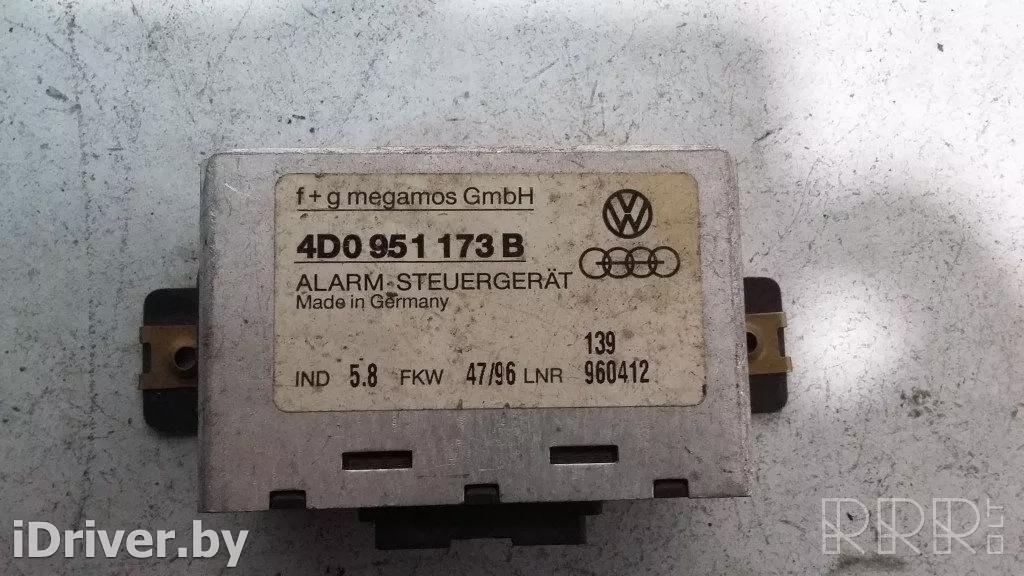 f+g megamos GmbH
4D0 951 173 B
ALARM-STEUERGERÄT
Made in Germany
139
IND 5.8 FKW 47/96 LNR 960412
iDriver.by
RRR.LT